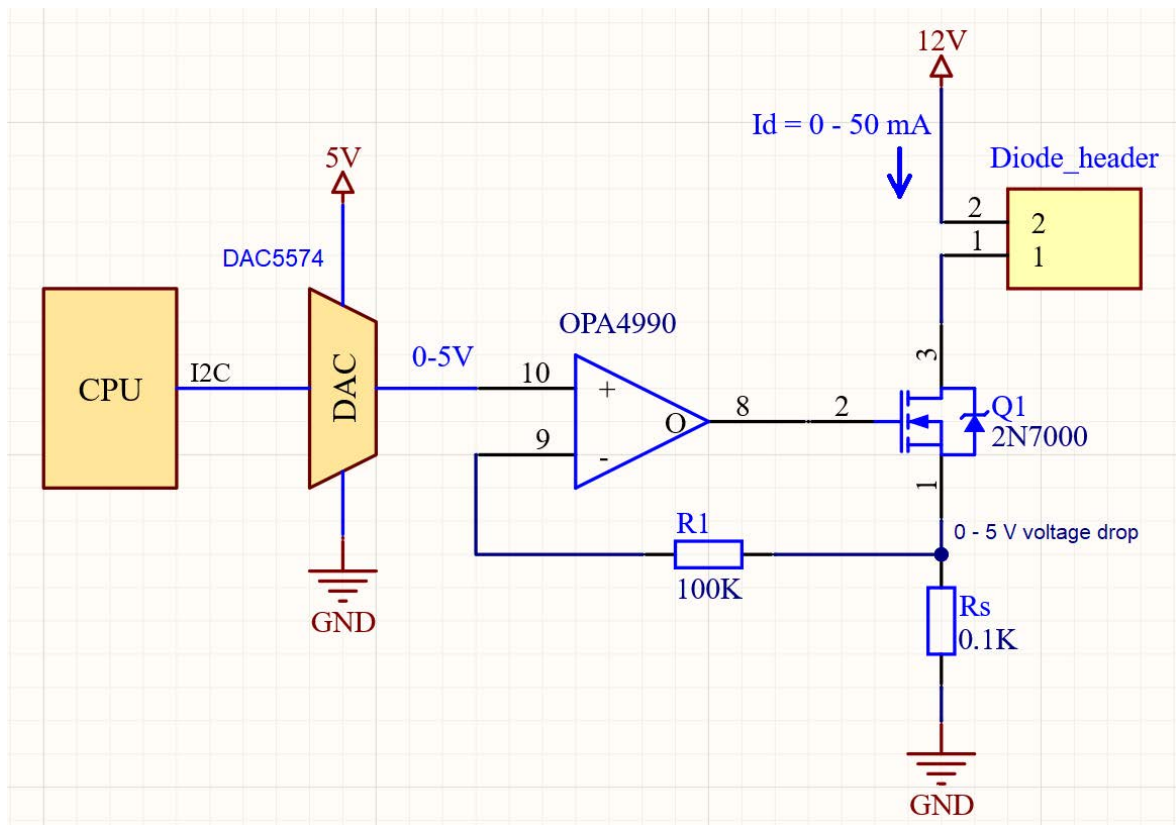 12V
Id = 0 - 50 mA
5V
Diode_header
2
2
1
1
DAC5574
OPA4990
0-5V
CPU
I2C
DAC
10
+
3
O
8
2
Q1
2N7000
9
-
1
R1
0 - 5 V voltage drop
100K
Rs
0.1K
GND
GND